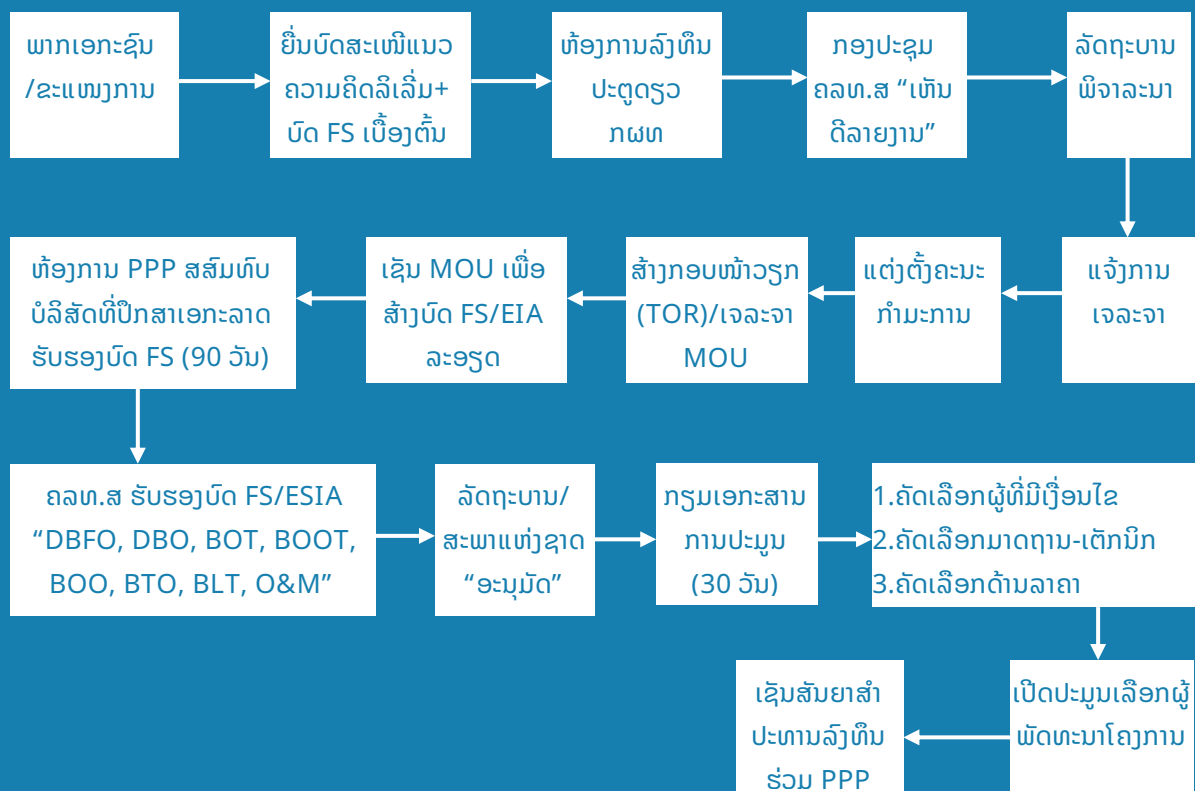 ພາກເອກະຊົນ
/ຂະແໜງການ
ຍື່ນບົດສະເໜີແນວ
ຄວາມຄິດລິເລີ່ມ+
ບົດ FS ເບື້ອງຕົ້ນ
ຫ້ອງການລົງທຶນ
ປະຕູດຽວ
ກຜທ
ກອງປະຊຸມ
ຄລທ.ສ “ເຫັນ
ດີລາຍງານ”
ລັດຖະບານ
ພິຈາລະນາ
ແຈ້ງການ
ເຈລະຈາ
ແຕ່ງຕັ້ງຄະນະ
ກຳມະການ
ສ້າງກອບໜ້າວຽກ
(TOR)/ເຈລະຈາ
MOU
ເຊັນ MOU ເພື່ອ
ສ້າງບົດ FS/EIA
ລະອຽດ
ຫ້ອງການ PPP ສສົມທົບ
ບໍລິສັດທີ່ປຶກສາເອກະລາດ
ຮັບຮອງບົດ FS (90 ວັນ)
ຄລທ.ສ ຮັບຮອງບົດ FS/ESIA
“DBFO, DBO, BOT, BOOT,
BOO, BTO, BLT, O&M”
ລັດຖະບານ/
ສະພາແຫ່ງຊາດ
“ອະນຸມັດ”
ກຽມເອກະສານ
ການປະມູນ
(30 ວັນ)
1.ຄັດເລືອກຜູ້ທີ່ມີເງື່ອນໄຂ
2.ຄັດເລືອກມາດຖານ-ເຕັກນິກ
3.ຄັດເລືອກດ້ານລາຄາ
ເປີດປະມູນເລືອກຜູ້
ພັດທະນາໂຄງການ
ເຊັນສັນຍາສຳ
ປະທານລົງທຶນ
ຮ່ວມ PPP